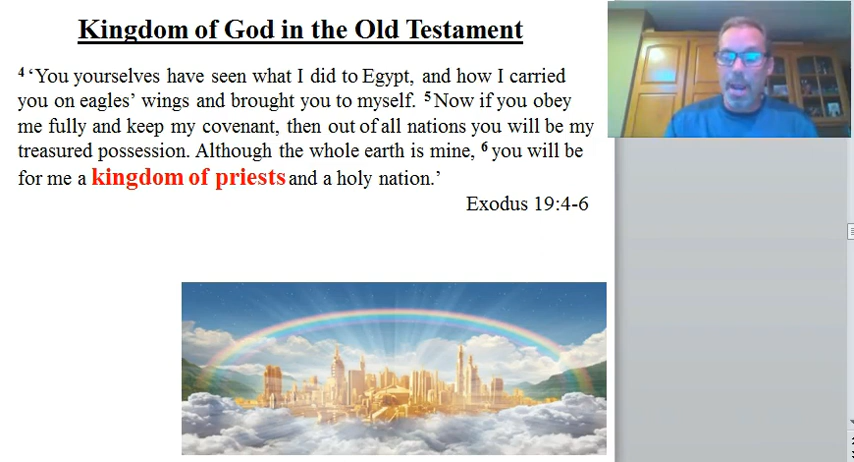 Kingdom of God in the Old Testament
4 ‘You yourselves have seen what I did to Egypt, and how I carried
you on eagles’ wings and brought you to myself. 5 Now if you obey
me fully and keep my covenant, then out of all nations you will be my
treasured possession. Although the whole earth is mine, 6 you will be
for me a kingdom of priests and a holy nation.’
Exodus 19:4-6